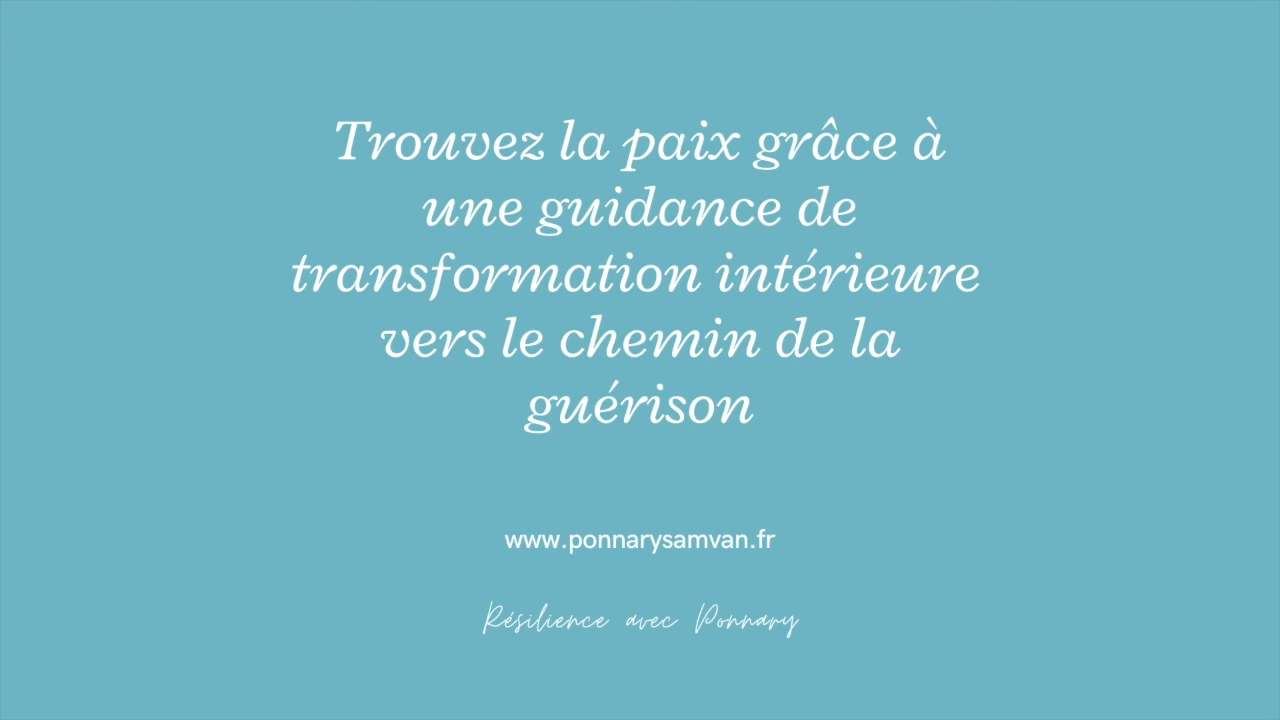 Trouvez la paix grâce à
une guidance de
transformation intérieure
vers le chemin de la
guérison
www.ponnarysamvan.fr
Résilience avec Ponnary